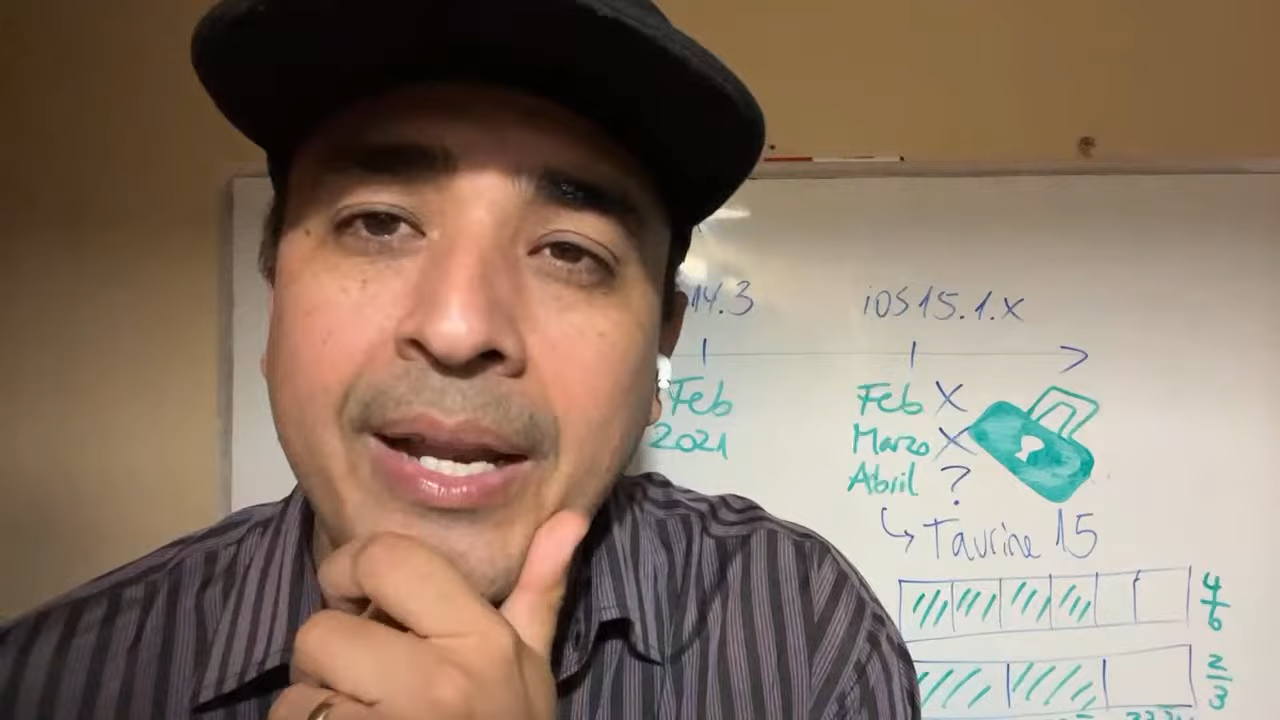 14.3
iOS 15.1.x
Feb
2021
Feb X
Marzo X
Abril ?
↳ Taurine 15
4/6
2/3